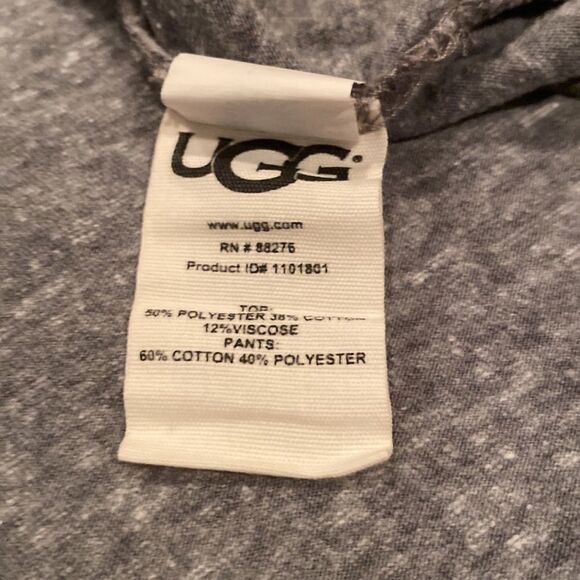 UGG®
www.ugg.com
RN # 88276
Product ID# 1101801
TOP:
50% POLYESTER 38% COTTON
12%VISCOSE
PANTS:
60% COTTON 40% POLYESTER